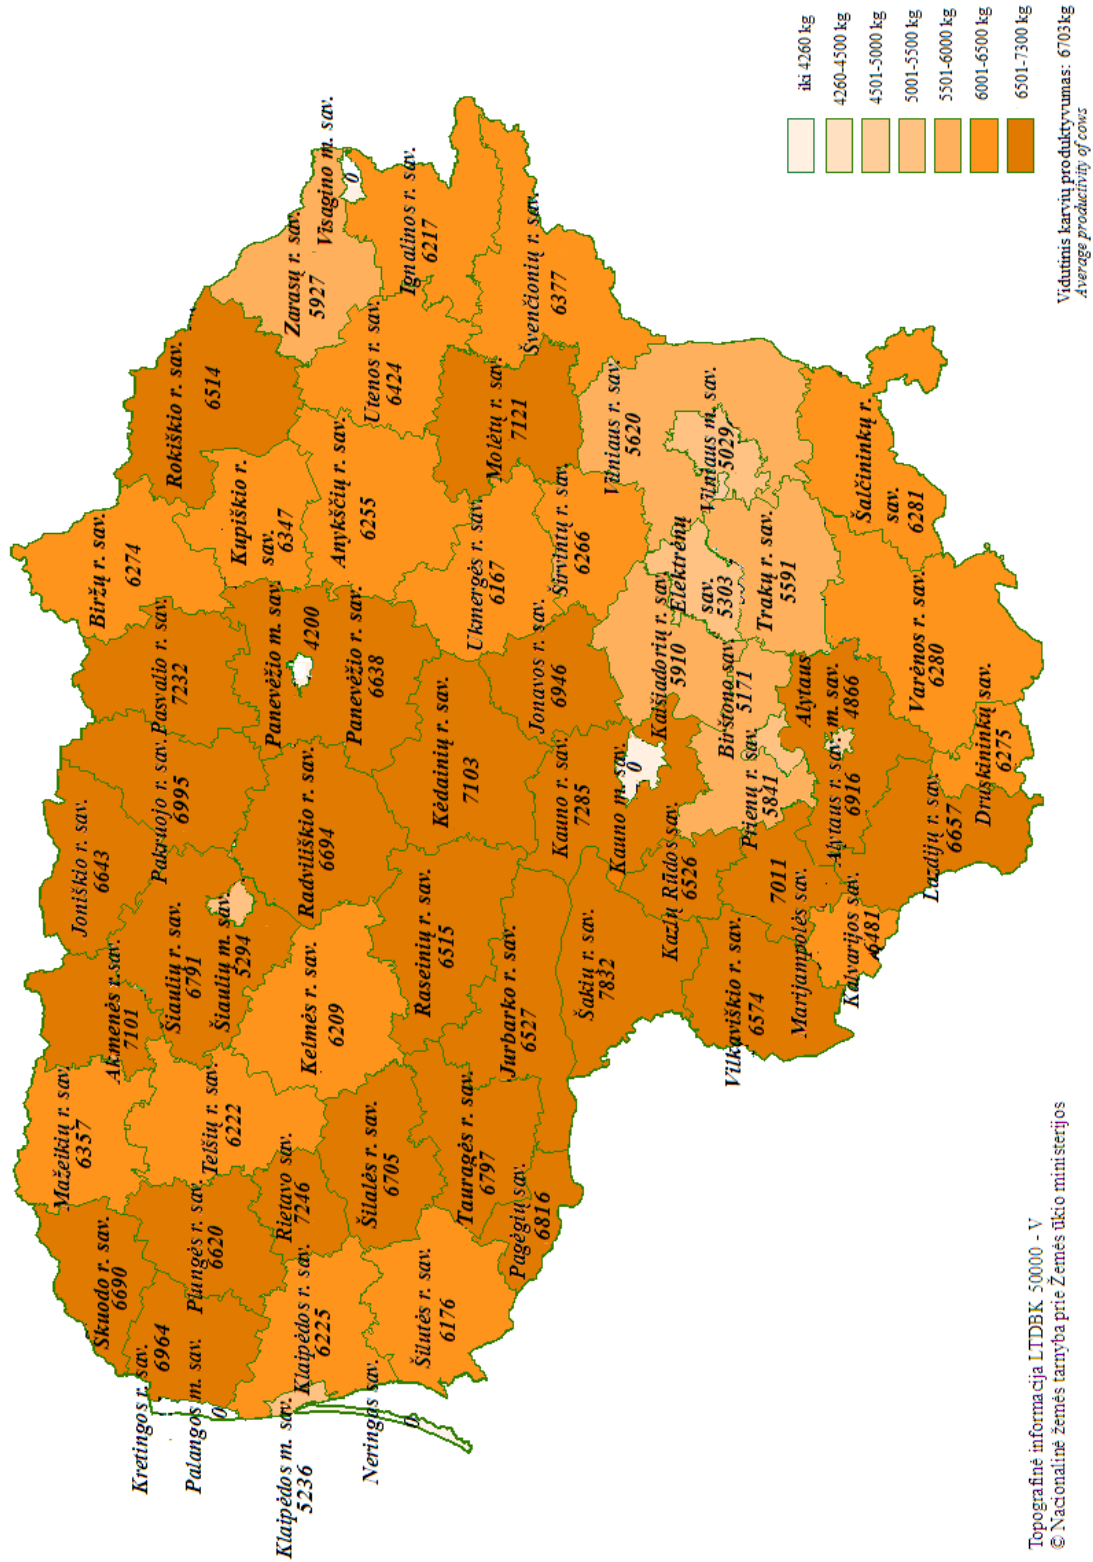 Skuodo r. sav.
6690
Mažeikių r. sav.
6357
Akmenės r.sav.
7101
Joniškio r. sav.
6643
Pakruojo r. sav.
6995
Pasvalio r. sav.
7232
Biržų r. sav.
6274
Rokiškio r. sav.
6514
Kretingos r. sav.
6964
Palangos m. sav.
0
Plungės r. sav.
6620
Telšių r. sav.
6222
Šiaulių r. sav.
6791
Šiaulių m. sav.
5294
Radviliškio r. sav.
6694
Panevėžio m. sav.
4200
Panevėžio r. sav.
6638
Kupiškio r.
sav.
6347
Zarasų r. sav.
5927
Visagino m. sav.
0
Klaipėdos m. sav.
5236
Klaipėdos r. sav.
6225
Rietavo sav.
7246
Kelmės r. sav.
6209
Anykščių r. sav.
6255
Utenos r. sav.
6424
Ignalinos r. sav.
6217
Neringos sav.
0
Šilutės r. sav.
6176
Šilalės r. sav.
6705
Raseinių r. sav.
6515
Kėdainių r. sav.
7103
Ukmergės r. sav.
6167
Molėtų r. sav.
7121
Švenčionių r. sav.
6377
Pagėgių sav.
6816
Tauragės r. sav.
6797
Jurbarko r. sav.
6527
Jonavos r. sav.
6946
Širvintų r. sav.
6266
Šakių r. sav.
7832
Kauno r. sav.
7285
Kauno m. sav.
0
Kaišiadorių r. sav.
5910
Elektrėnų
sav.
5303
Vilniaus r. sav.
5620
Vilniaus m. sav.
5029
Kazlų Rūdos sav.
6526
Birštono sav.
5171
Prienų r. sav.
5841
Trakų r. sav.
5591
Vilkaviškio r. sav.
6574
Marijampolės sav.
7011
Alytaus
m. sav.
4866
Alytaus r. sav.
6916
Šalčininkų r.
sav.
6281
Kalvarijos sav.
6481
Lazdijų r. sav.
6657
Varėnos r. sav.
6280
Druskininkų sav.
6275
iki 4260 kg
4260-4500 kg
4501-5000 kg
5001-5500 kg
5501-6000 kg
6001-6500 kg
6501-7300 kg
Vidutinis karvių produktyvumas: 6703kg
Average productivity of cows
Topografinė informacija LTDBK 50000 - V
© Nacionalinė žemės tarnyba prie Žemės ūkio ministerijos